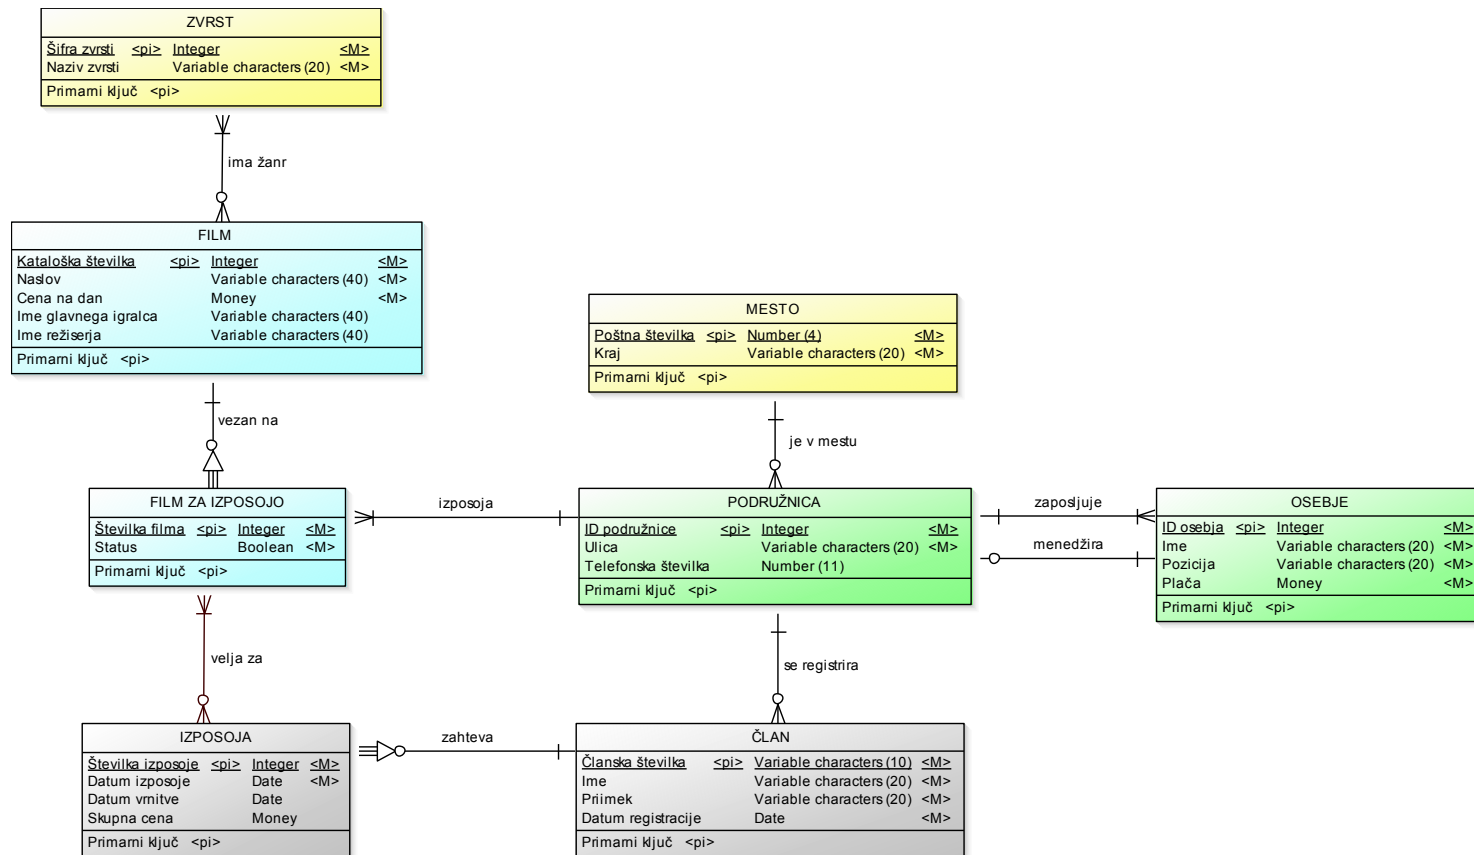 ZVRST
Šifra zvrsti <pi> Integer <M>
Naziv zvrsti Variable characters (20) <M>
Primarni ključ <pi>
ima žanr
FILM
Kataloška številka <pi> Integer <M>
Naslov Variable characters (40) <M>
Cena na dan Money <M>
Ime glavnega igralca Variable characters (40)
Ime režiserja Variable characters (40)
Primarni ključ <pi>
MESTO
Poštna številka <pi> Number (4) <M>
Kraj Variable characters (20) <M>
Primarni ključ <pi>
vezan na
je v mestu
FILM ZA IZPOSOJO
Številka filma <pi> Integer <M>
Status Boolean <M>
Primarni ključ <pi>
izposoja
PODRUŽNICA
ID podružnice <pi> Integer <M>
Ulica Variable characters (20) <M>
Telefonska številka Number (11)
Primarni ključ <pi>
zaposljuje
menedžira
OSEBJE
ID osebja <pi> Integer <M>
Ime Variable characters (20) <M>
Pozicija Variable characters (20) <M>
Plača Money <M>
Primarni ključ <pi>
velja za
se registrira
IZPOSOJA
Številka izposoje <pi> Integer <M>
Datum izposoje Date <M>
Datum vrnitve Date
Skupna cena Money
Primarni ključ <pi>
zahteva
ČLAN
Članska številka <pi> Variable characters (10) <M>
Ime Variable characters (20) <M>
Priimek Variable characters (20) <M>
Datum registracije Date <M>
Primarni ključ <pi>